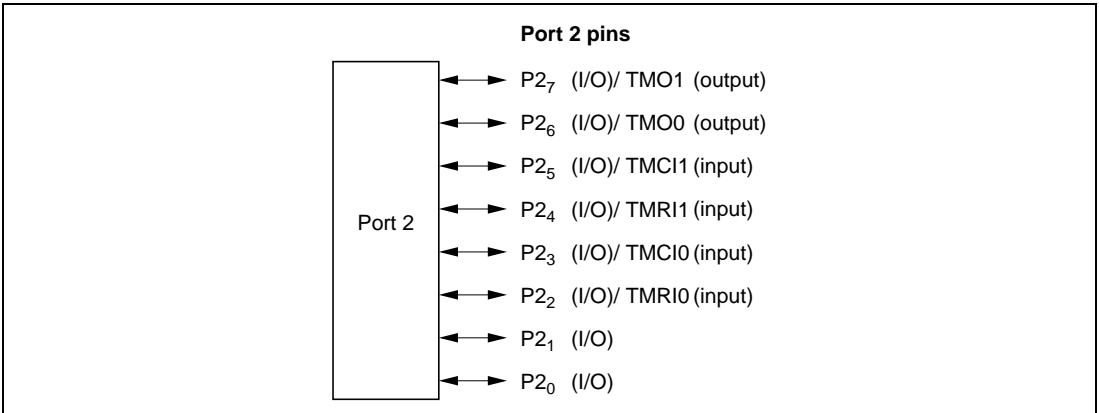 Port 2 pins
P2₇ (I/O)/ TMO1 (output)
P2₆ (I/O)/ TMO0 (output)
P2₅ (I/O)/ TMCI1 (input)
P2₄ (I/O)/ TMRI1 (input)
Port 2
P2₃ (I/O)/ TMCI0 (input)
P2₂ (I/O)/ TMRI0 (input)
P2₁ (I/O)
P2₀ (I/O)